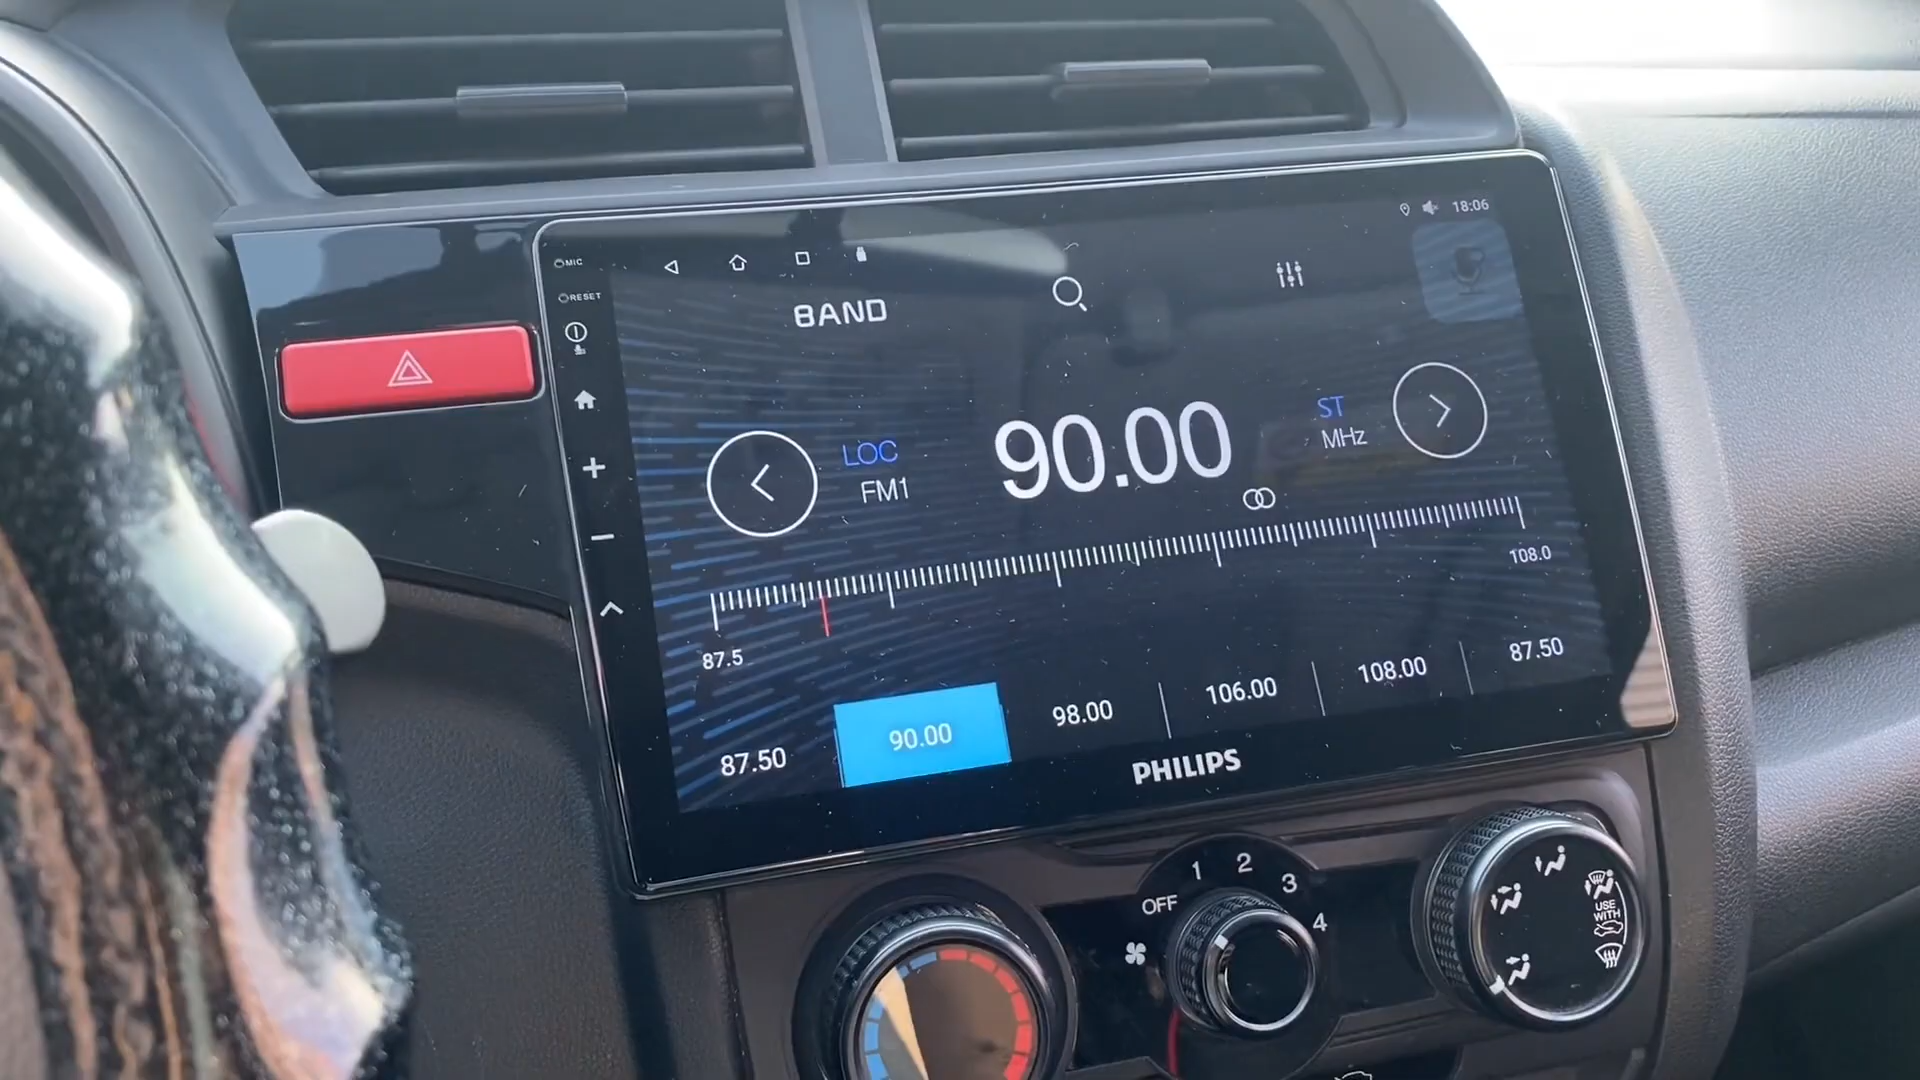 18:06
MIC
RESET
BAND
LOC
FM1
90.00
ST
MHz
87.5
108.0
87.50
90.00
98.00
106.00
108.00
87.50
PHILIPS
OFF
1
2
3
4
USE
WITH